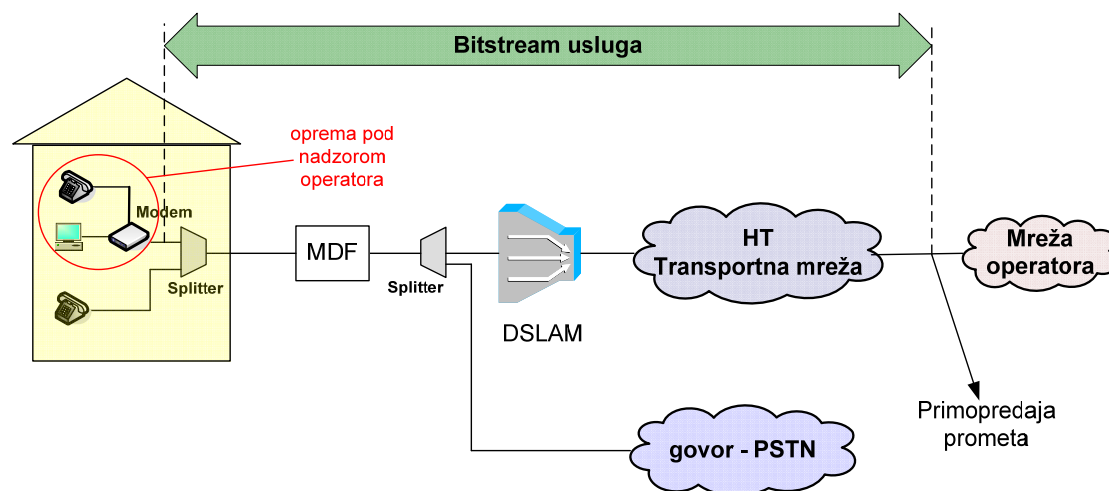 Bitstream usluga
oprema pod
nadzorom
operatora
Modem
Splitter
MDF
Splitter
DSLAM
HT
Transportna mreža
Mreža
operatora
govor - PSTN
Primopredaja
prometa